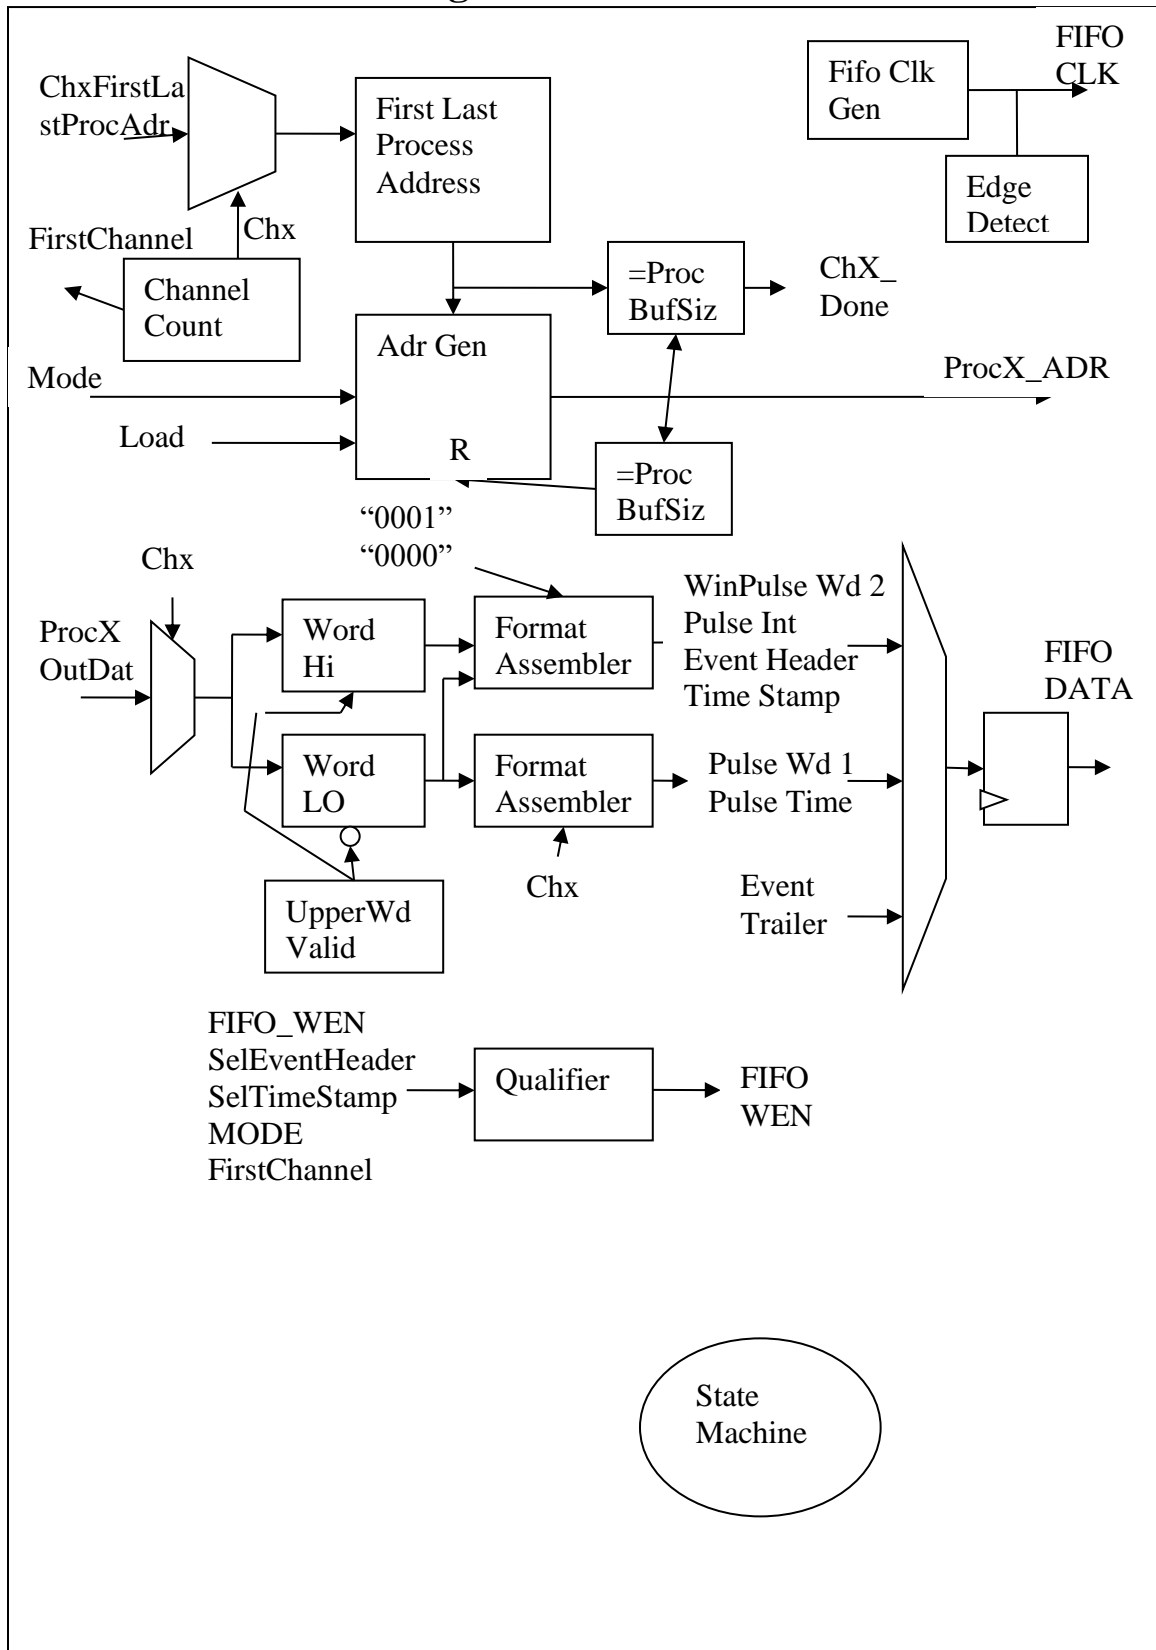 FIFO
CLK
Fifo Clk
Gen
ChxFirstLa
stProcAdr
First Last
Process
Address
Edge
Detect
FirstChannel
Chx
Channel
Count
=Proc
BufSiz
ChX_
Done
Adr Gen
R
Mode
Load
ProcX_ADR
=Proc
BufSiz
“0001”
“0000”
Chx
ProcX
OutDat
Word
Hi
Format
Assembler
WinPulse Wd 2
Pulse Int
Event Header
Time Stamp
FIFO
DATA
Word
LO
Format
Assembler
Pulse Wd 1
Pulse Time
Chx
UpperWd
Valid
Event
Trailer
FIFO_WEN
SelEventHeader
SelTimeStamp
MODE
FirstChannel
Qualifier
FIFO
WEN
State
Machine